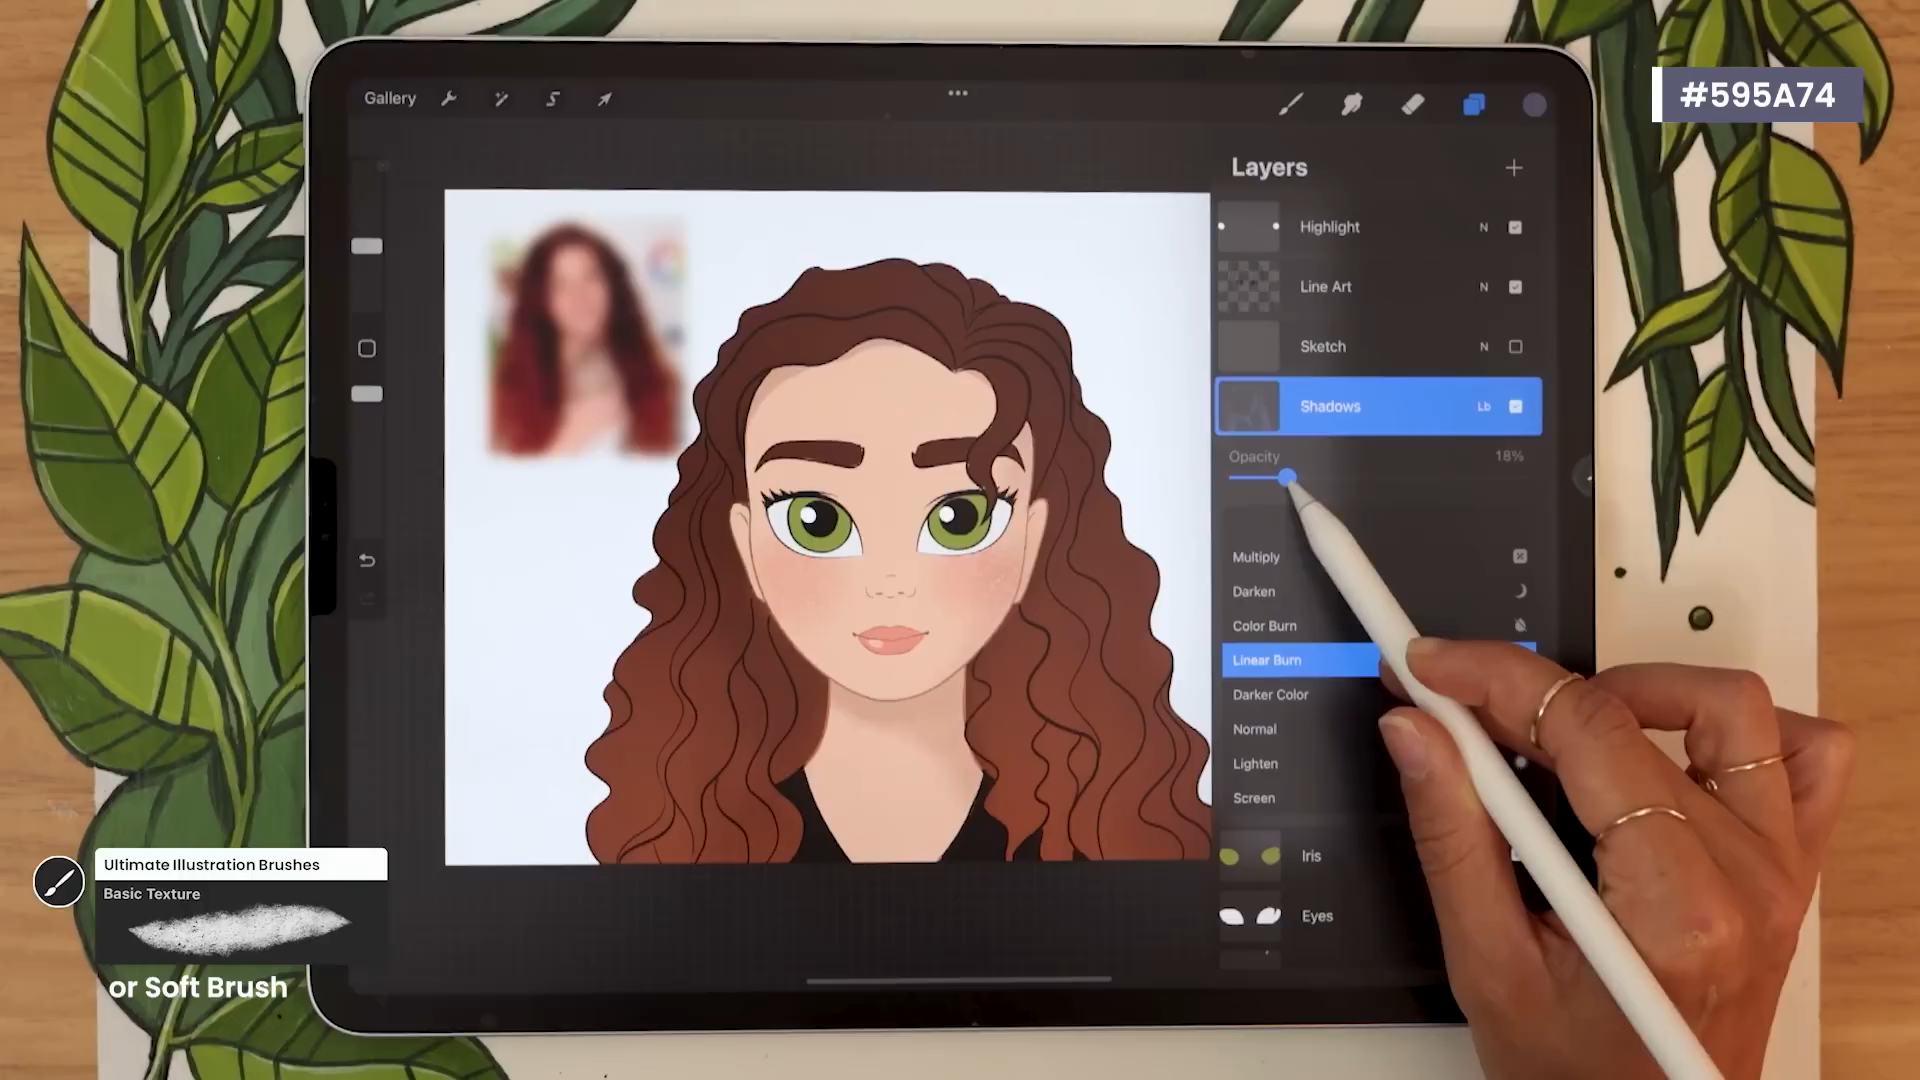 Gallery
#595A74
Layers
Highlight N
Line Art N
Sketch N
Shadows Lb
Opacity 18%
Multiply
Darken
Color Burn
Linear Burn
Darker Color
Normal
Lighten
Screen
Iris
Eyes
Ultimate Illustration Brushes
Basic Texture
or Soft Brush